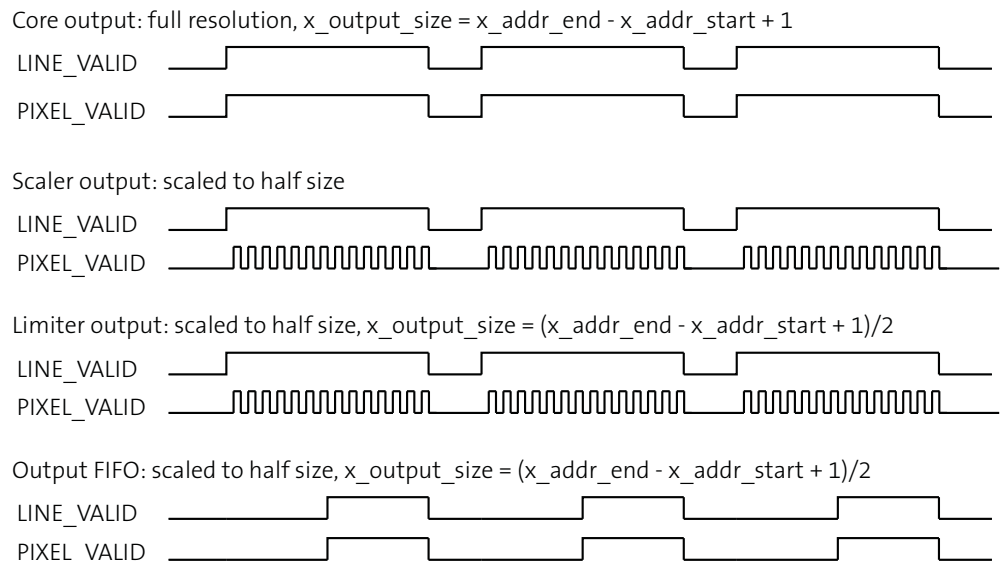 Core output: full resolution, x_output_size = x_addr_end - x_addr_start + 1
LINE_VALID
PIXEL_VALID
Scaler output: scaled to half size
LINE_VALID
PIXEL_VALID
Limiter output: scaled to half size, x_output_size = (x_addr_end - x_addr_start + 1)/2
LINE_VALID
PIXEL_VALID
Output FIFO: scaled to half size, x_output_size = (x_addr_end - x_addr_start + 1)/2
LINE_VALID
PIXEL_VALID